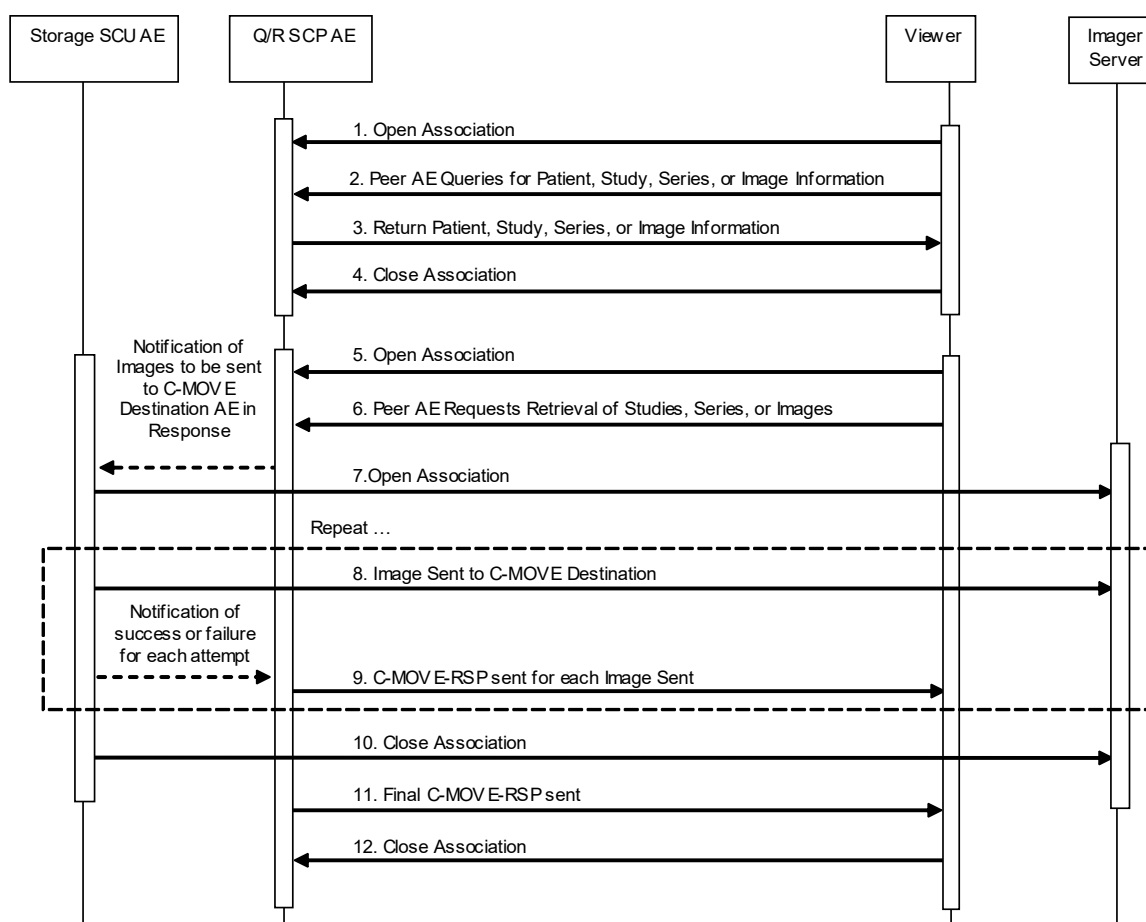 Storage SCU AE
Q/R SCP AE
Viewer
Imager
Server
1. Open Association
2. Peer AE Queries for Patient, Study, Series, or Image Information
3. Return Patient, Study, Series, or Image Information
4. Close Association
Notification of
Images to be sent
to C-MOVE
Destination AE in
Response
5. Open Association
6. Peer AE Requests Retrieval of Studies, Series, or Images
7.Open Association
Repeat …
8. Image Sent to C-MOVE Destination
Notification of
success or failure
for each attempt
9. C-MOVE-RSP sent for each Image Sent
10. Close Association
11. Final C-MOVE-RSP sent
12. Close Association